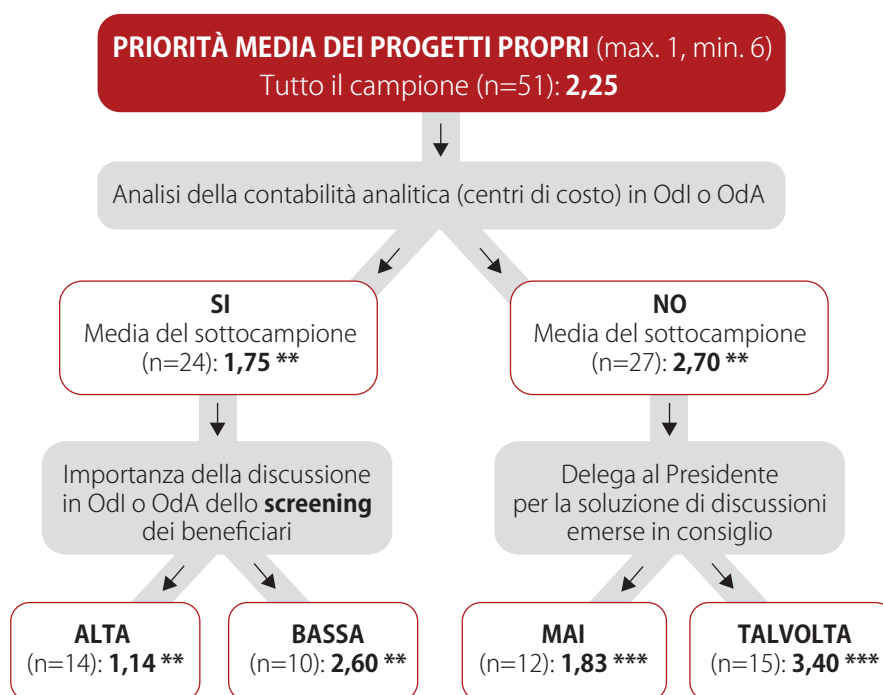 PRIORITÀ MEDIA DEI PROGETTI PROPRI (max. 1, min. 6)
Tutto il campione (n=51): 2,25
Analisi della contabilità analitica (centri di costo) in OdI o OdA
SI
Media del sottocampione
(n=24): 1,75 **
NO
Media del sottocampione
(n=27): 2,70 **
Importanza della discussione
in OdI o OdA dello screening
dei beneficiari
Delega al Presidente
per la soluzione di discussioni
emerse in consiglio
ALTA
(n=14): 1,14 **
BASSA
(n=10): 2,60 **
MAI
(n=12): 1,83 ***
TALVOLTA
(n=15): 3,40 ***